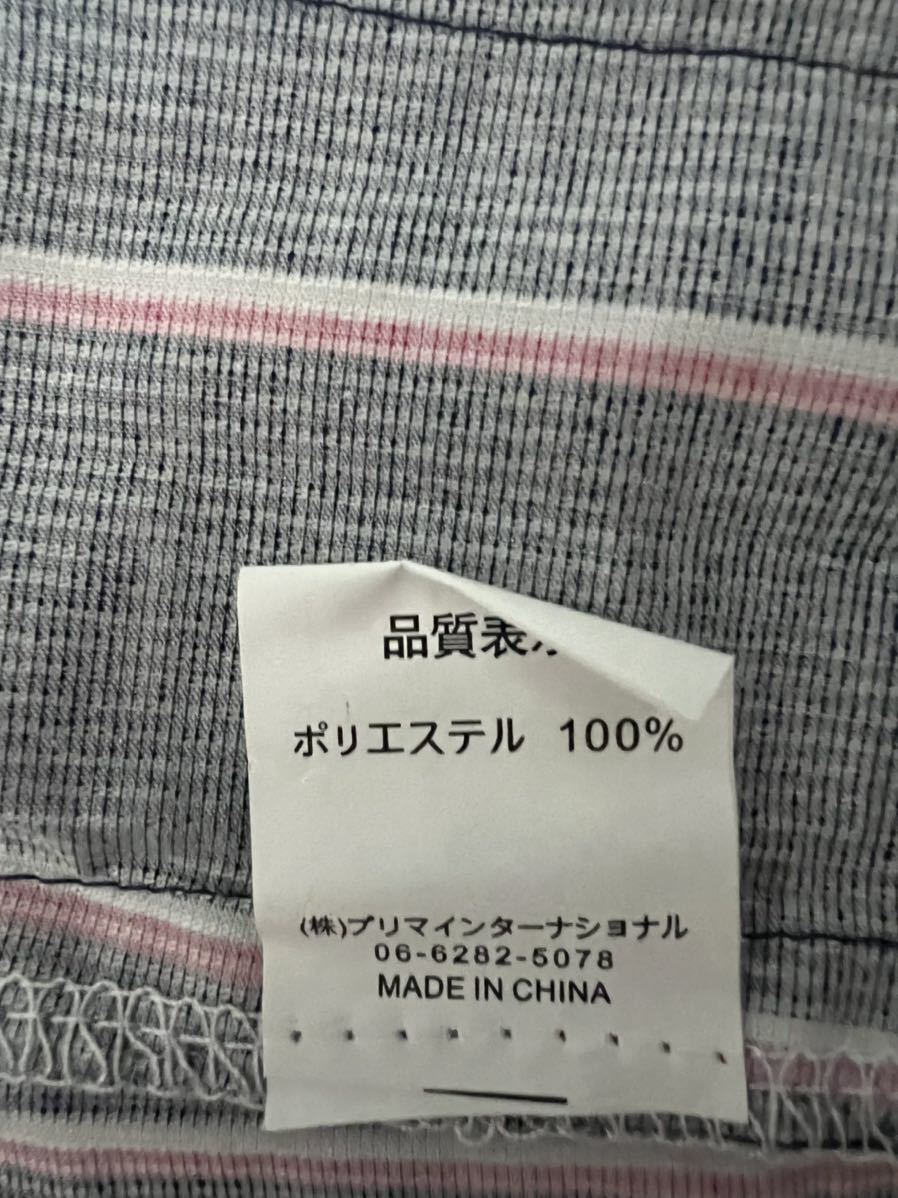 品質表
ポリエステル 100%
(株)プリマインターナショナル
06-6282-5078
MADE IN CHINA